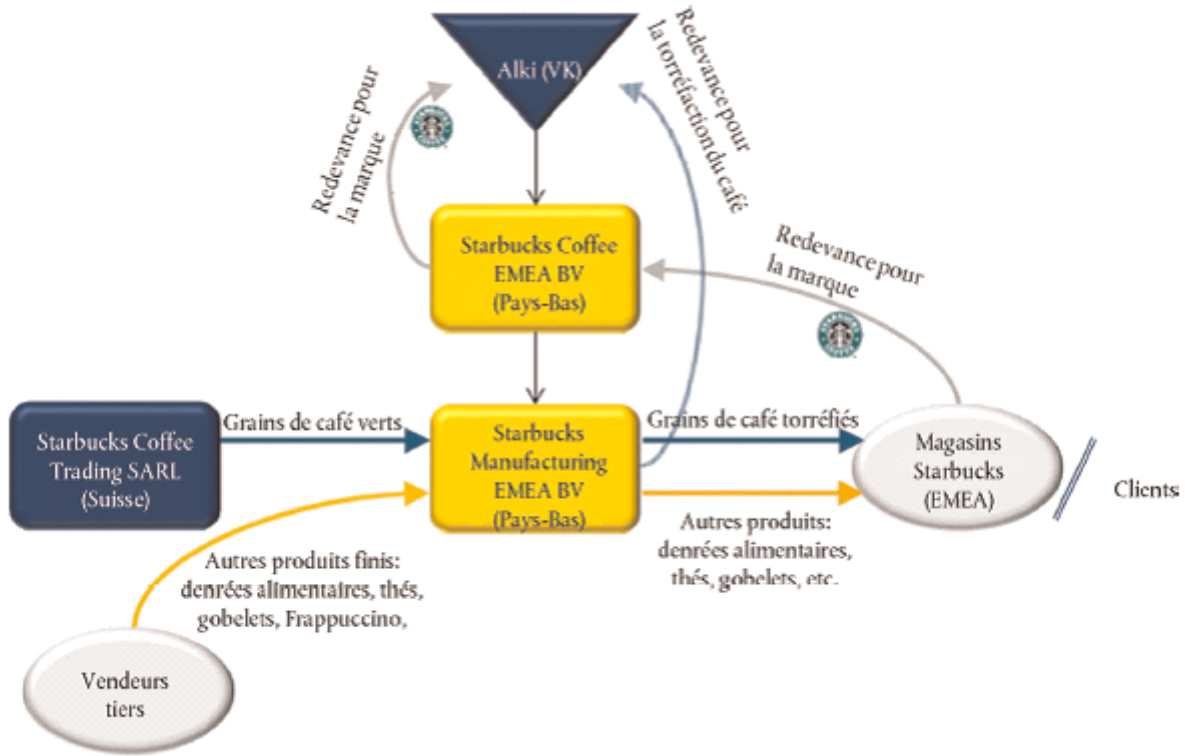 Alki (VK)
Redevance pour
la marque
Redevance pour
la torréfaction du café
Starbucks Coffee
EMEA BV
(Pays-Bas)
Redevance pour
la marque
Starbucks Coffee
Trading SARL
(Suisse)
Grains de café verts
Starbucks
Manufacturing
EMEA BV
(Pays-Bas)
Grains de café torréfiés
Magasins
Starbucks
(EMEA)
Clients
Autres produits:
denrées alimentaires,
thés, gobelets, etc.
Autres produits finis:
denrées alimentaires, thés,
gobelets, Frappuccino,
Vendeurs
tiers